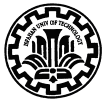 ISFAHAN UNIV OF TECHNOLOGY